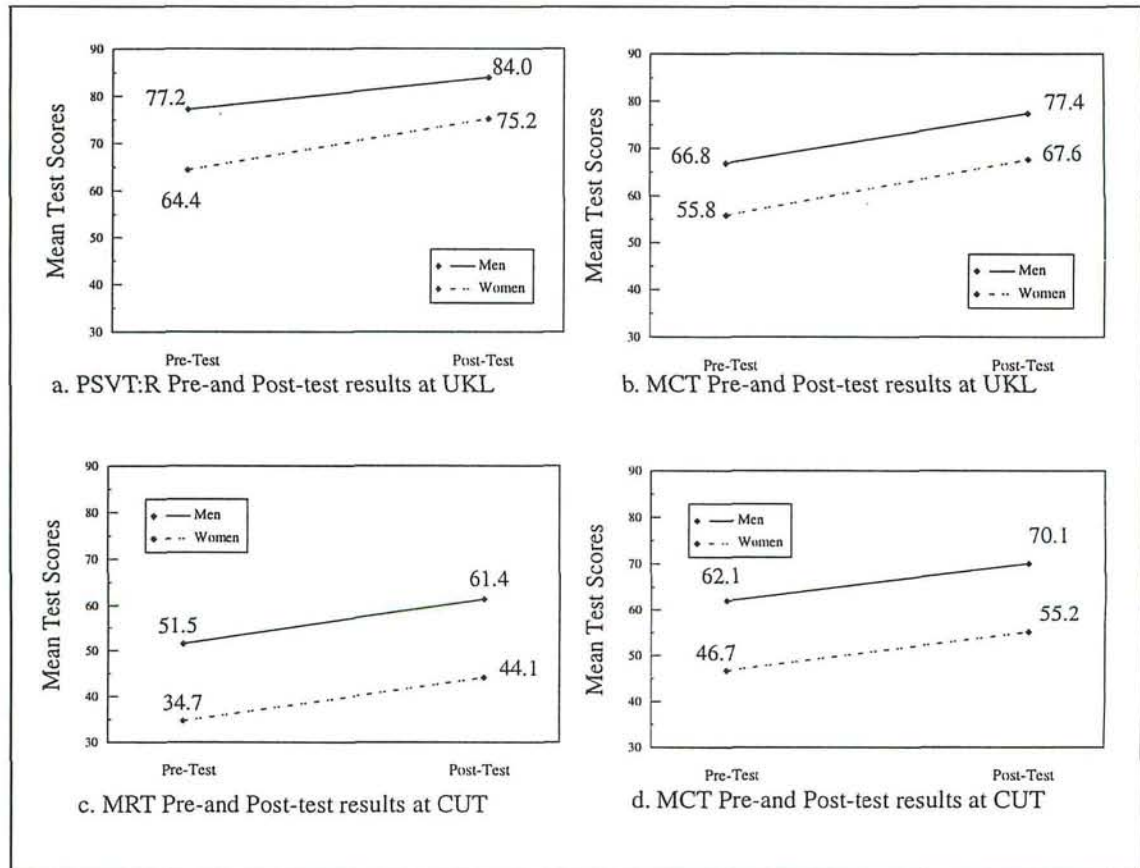 90
80
70
60
50
40
30
Mean Test Scores
77.2
84.0
64.4
75.2
Men
Women
Pre-Test
Post-Test
a. PSVT:R Pre-and Post-test results at UKL
90
80
70
60
50
40
30
Mean Test Scores
66.8
77.4
55.8
67.6
Men
Women
Pre-Test
Post-Test
b. MCT Pre-and Post-test results at UKL
90
80
70
60
50
40
30
Mean Test Scores
Men
Women
51.5
61.4
34.7
44.1
Pre-Test
Post-Test
c. MRT Pre-and Post-test results at CUT
90
80
70
60
50
40
30
Mean Test Scores
Men
Women
62.1
70.1
46.7
55.2
Pre-Test
Post-Test
d. MCT Pre-and Post-test results at CUT